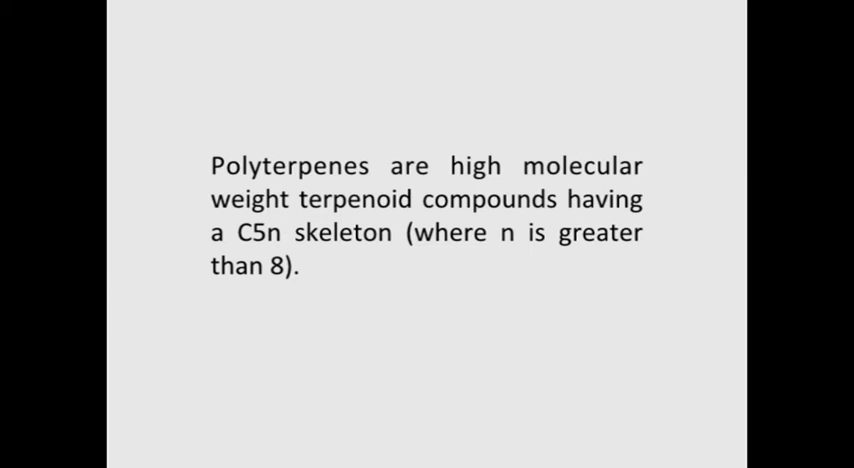 Polyterpenes are high molecular
weight terpenoid compounds having
a C5n skeleton (where n is greater
than 8).